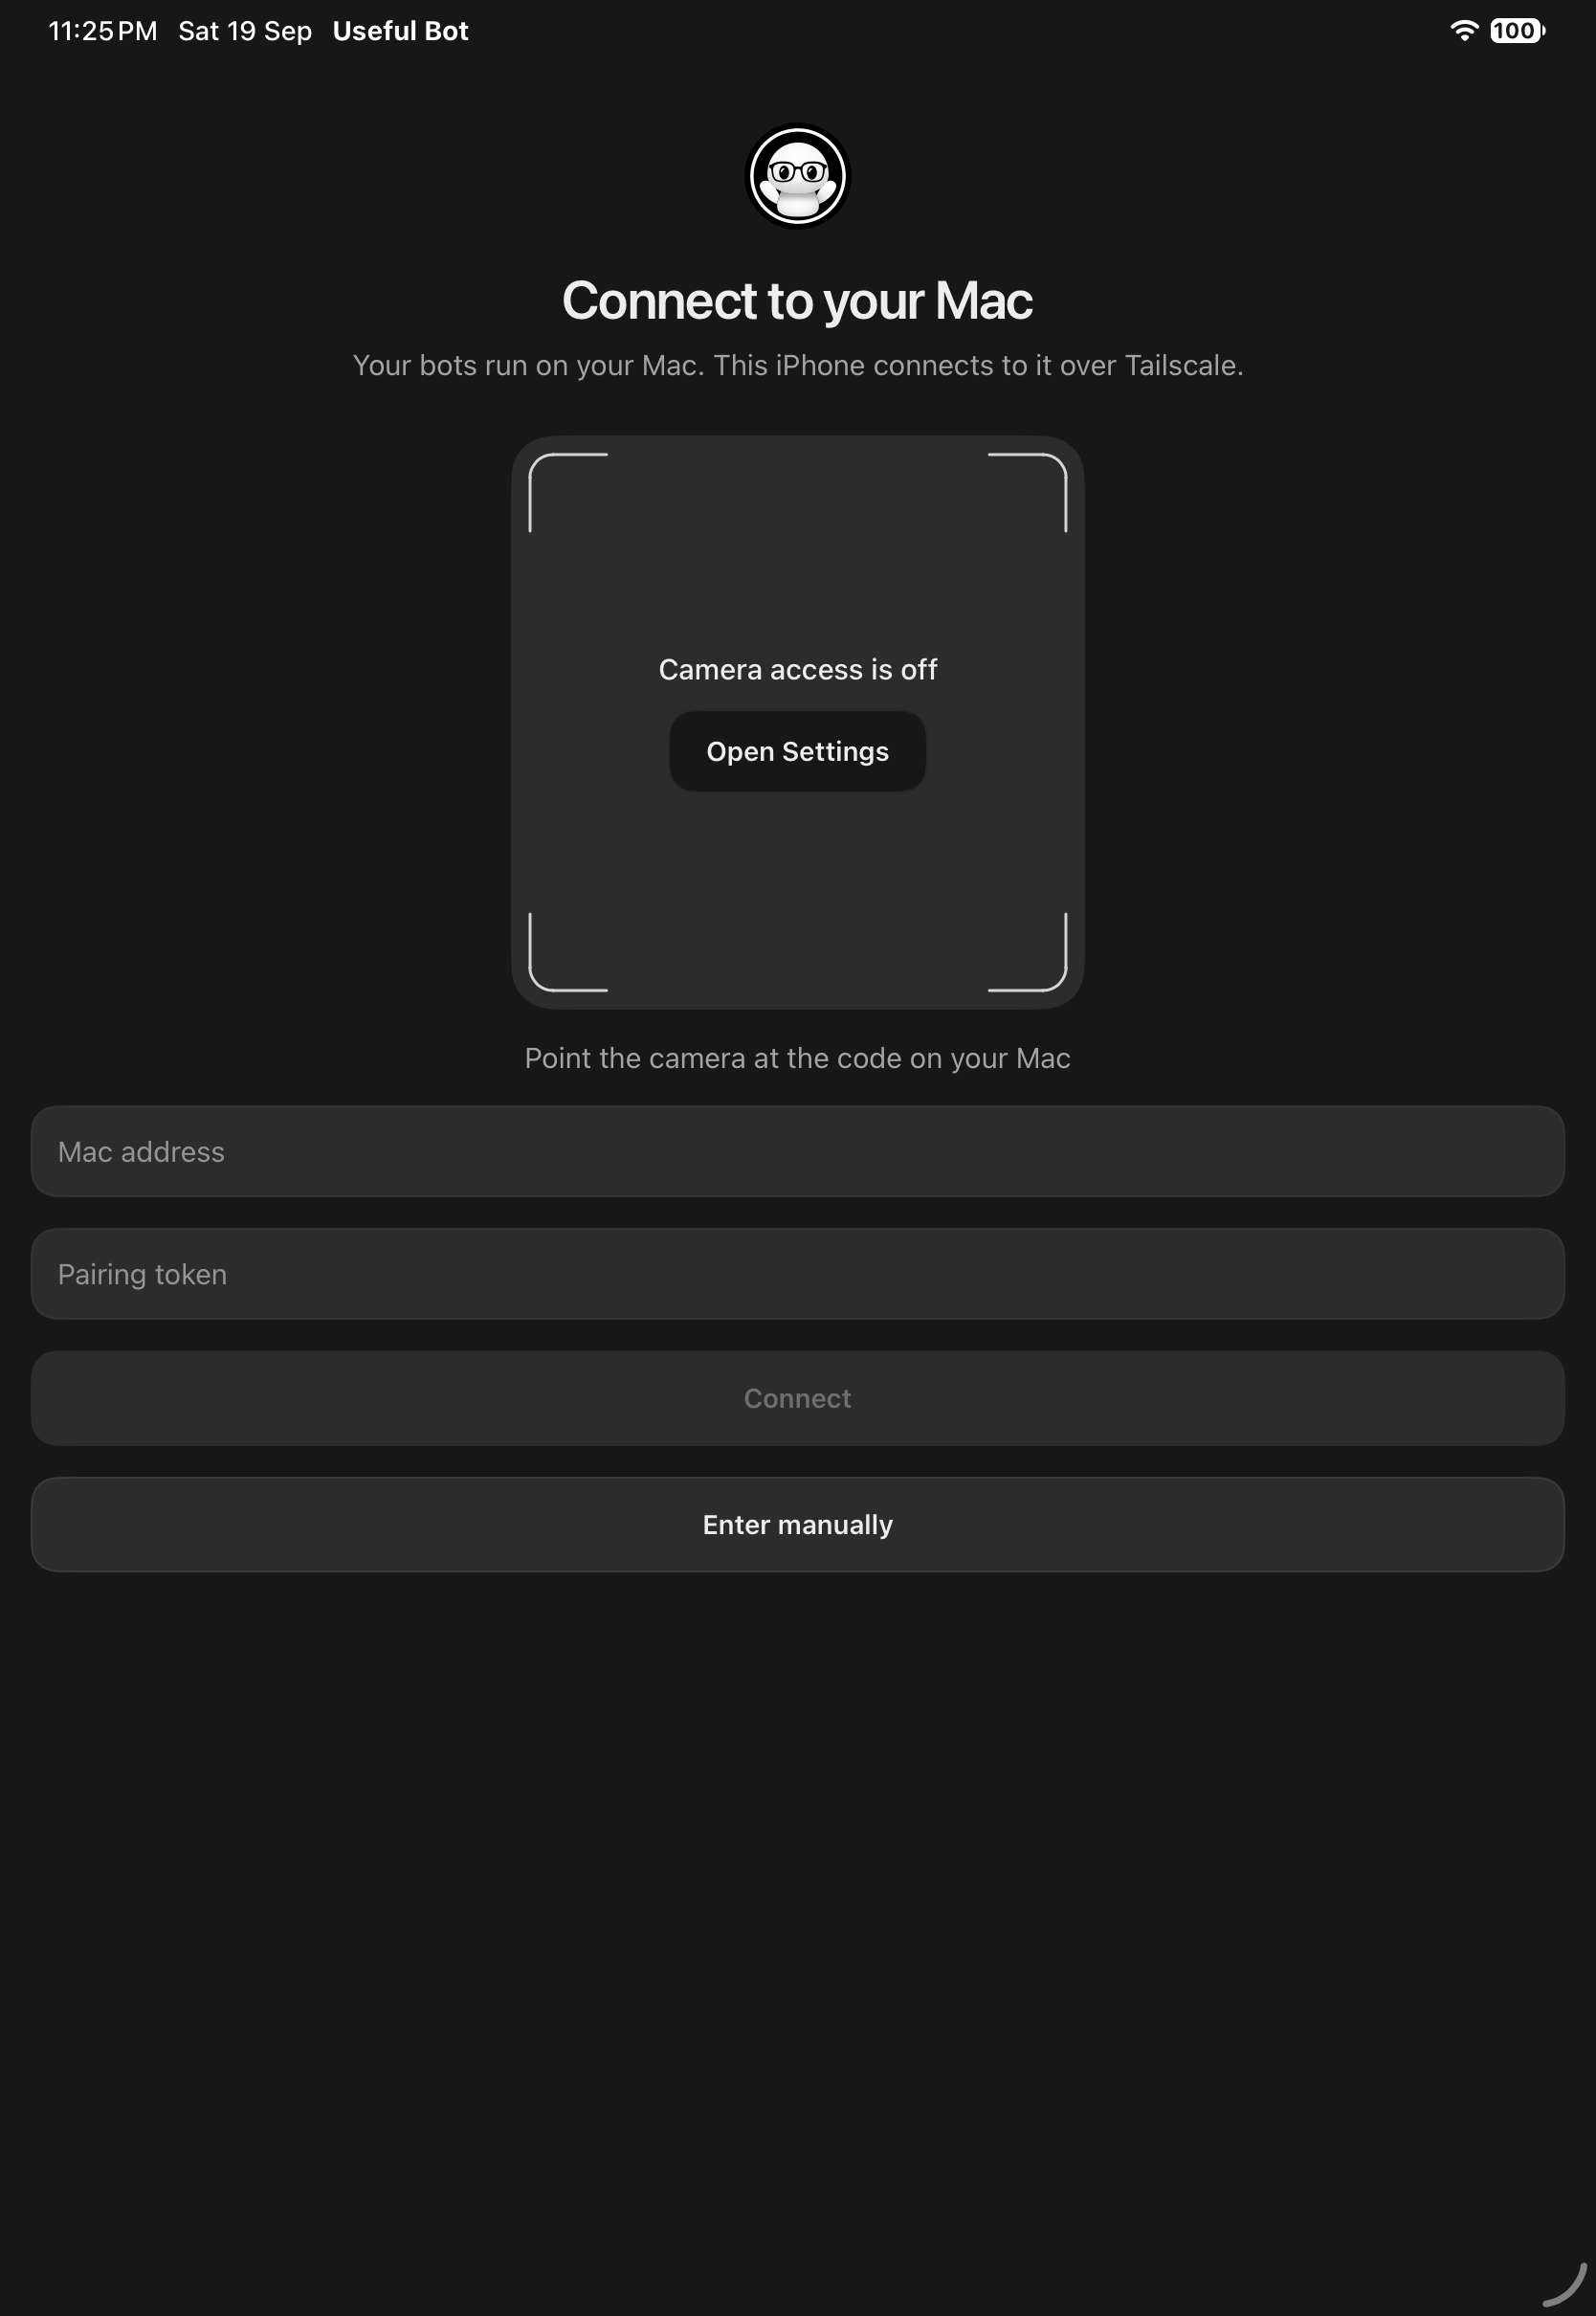 11:25 PM Sat 19 Sep Useful Bot 100
Connect to your Mac
Your bots run on your Mac. This iPhone connects to it over Tailscale.
Camera access is off
Open Settings
Point the camera at the code on your Mac
Mac address
Pairing token
Connect
Enter manually